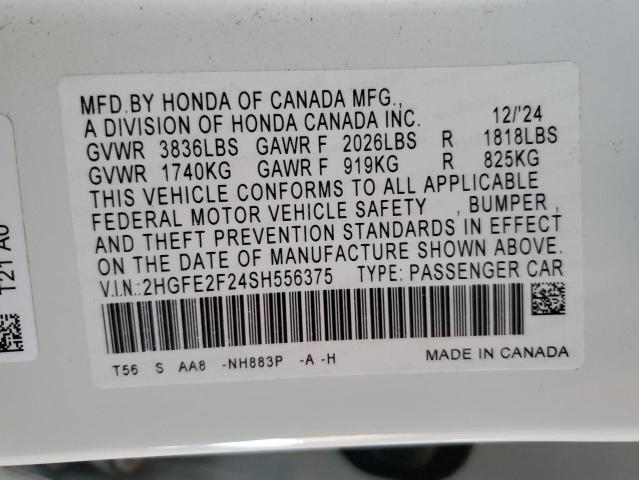 MFD.BY HONDA OF CANADA MFG.,
A DIVISION OF HONDA CANADA INC. 12/'24
GVWR 3836LBS GAWR F 2026LBS R 1818LBS
GVWR 1740KG GAWR F 919KG R 825KG
THIS VEHICLE CONFORMS TO ALL APPLICABLE
FEDERAL MOTOR VEHICLE SAFETY , BUMPER ,
AND THEFT PREVENTION STANDARDS IN EFFECT
ON THE DATE OF MANUFACTURE SHOWN ABOVE.
V.I.N.:2HGFE2F24SH556375 TYPE: PASSENGER CAR
T56 S AA8 -NH883P -A -H MADE IN CANADA
T21 A0